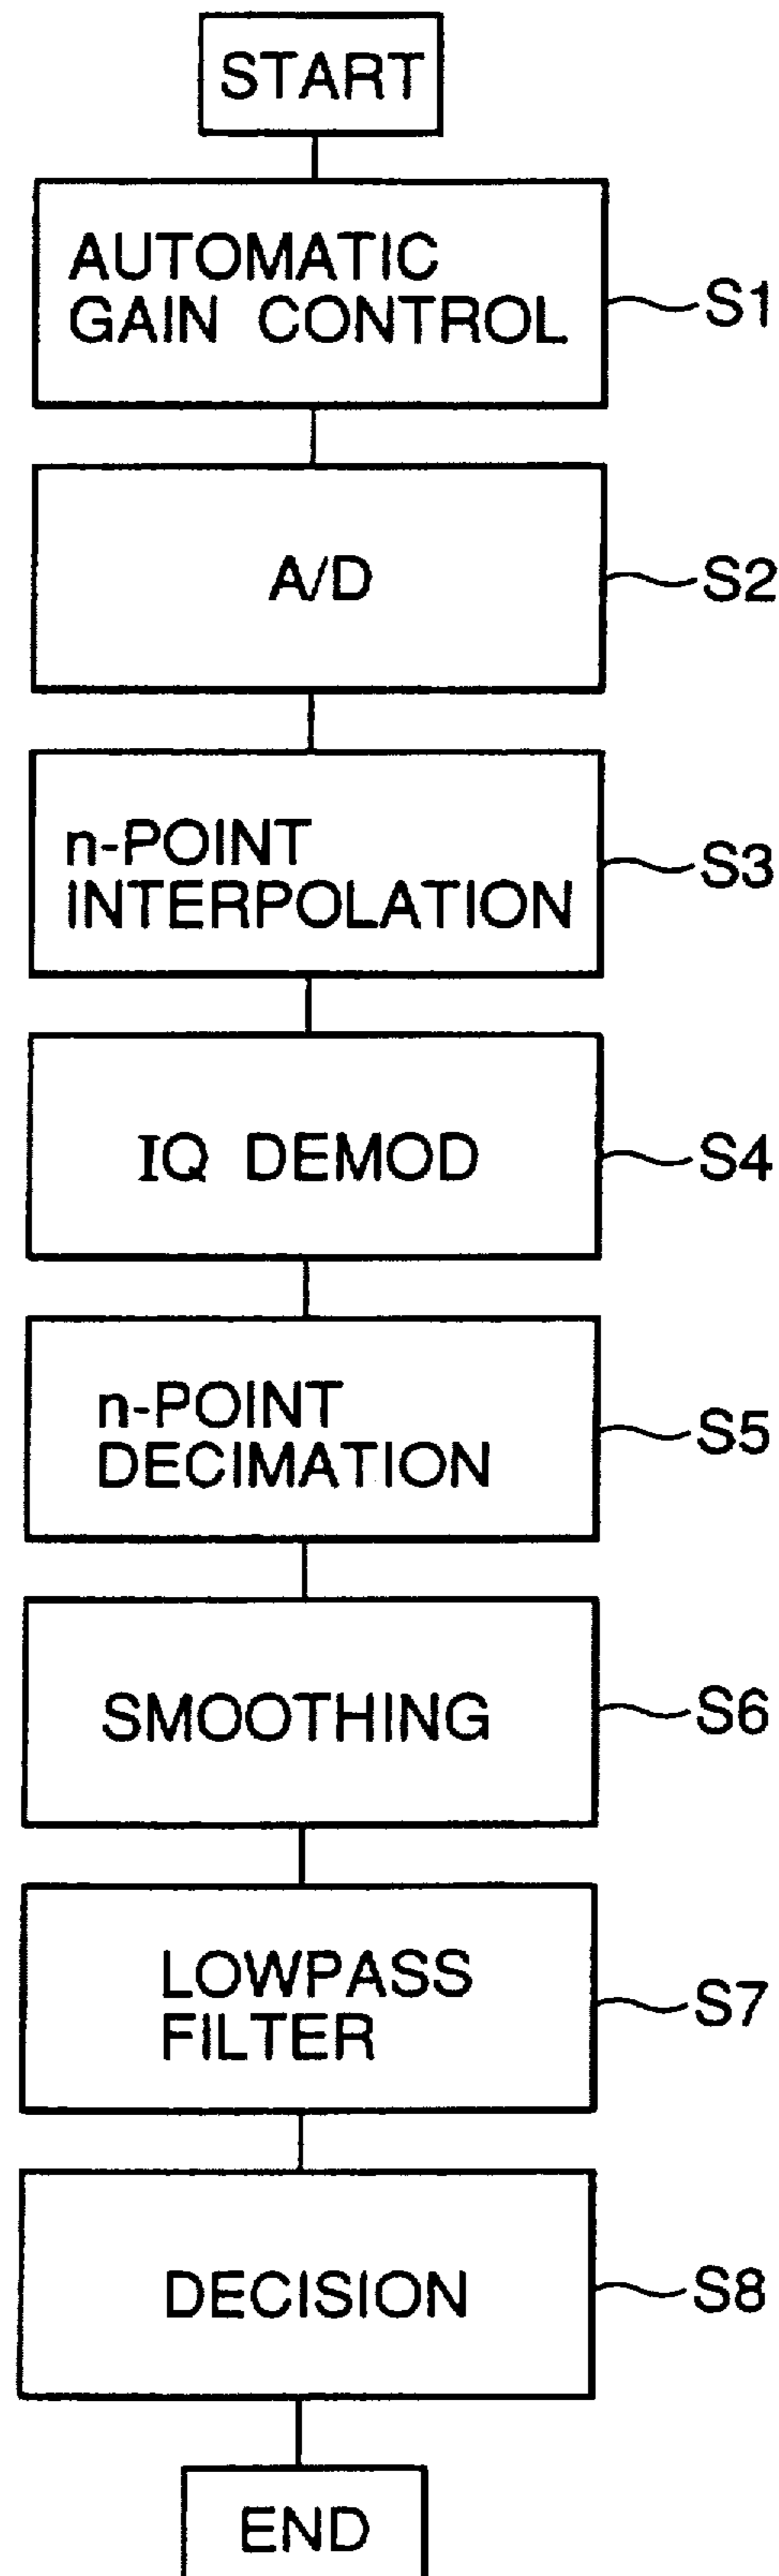 START
AUTOMATIC
GAIN CONTROL
S1
A/D
S2
n-POINT
INTERPOLATION
S3
IQ DEMOD
S4
n-POINT
DECIMATION
S5
SMOOTHING
S6
LOWPASS
FILTER
S7
DECISION
S8
END